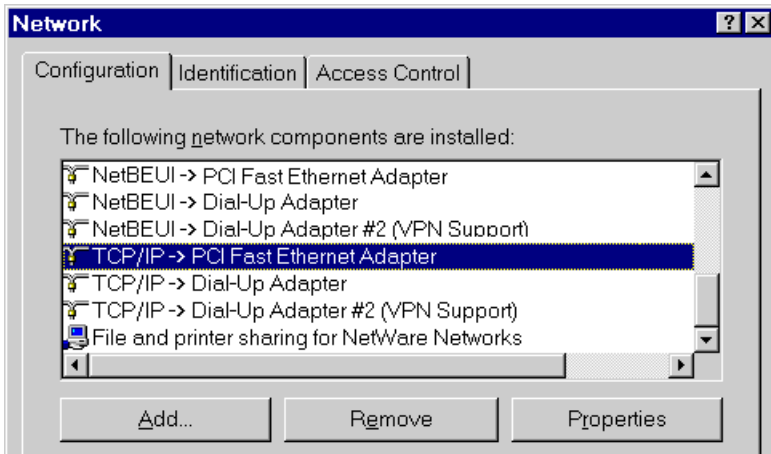 Network
Configuration Identification Access Control
The following network components are installed:
NetBEUI -> PCI Fast Ethernet Adapter
NetBEUI -> Dial-Up Adapter
NetBEUI -> Dial-Up Adapter #2 (VPN Support)
TCP/IP -> PCI Fast Ethernet Adapter
TCP/IP -> Dial-Up Adapter
TCP/IP -> Dial-Up Adapter #2 (VPN Support)
File and printer sharing for NetWare Networks
Add... Remove Properties